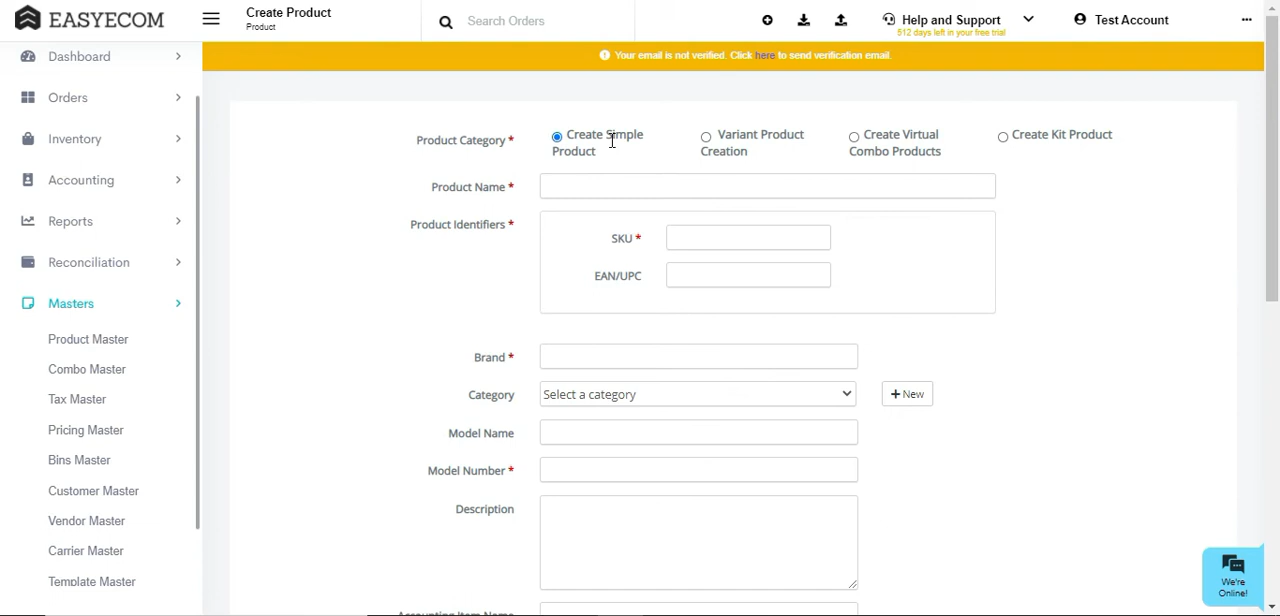 EASYECOM
Create Product
Product
Search Orders
Help and Support
512 days left in your free trial
Test Account
Your email is not verified. Click here to send verification email.
Dashboard
Orders
Inventory
Accounting
Reports
Reconciliation
Masters
Product Master
Combo Master
Tax Master
Pricing Master
Bins Master
Customer Master
Vendor Master
Carrier Master
Template Master
Product Category *
Create Simple
Product
Variant Product
Creation
Create Virtual
Combo Products
Create Kit Product
Product Name *
Product Identifiers *
SKU *
EAN/UPC
Brand *
Category
Select a category
+ New
Model Name
Model Number *
Description
Accounting Item Name
We're
Online!